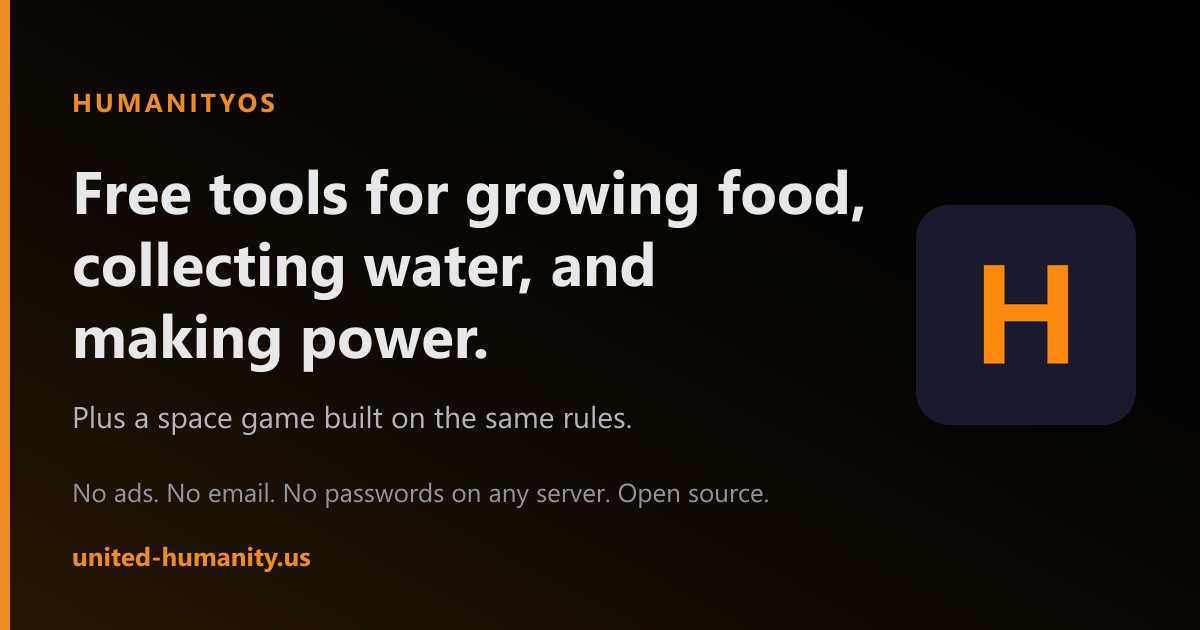 HUMANITYOS
Free tools for growing food,
collecting water, and
making power.
H
Plus a space game built on the same rules.
No ads. No email. No passwords on any server. Open source.
united-humanity.us